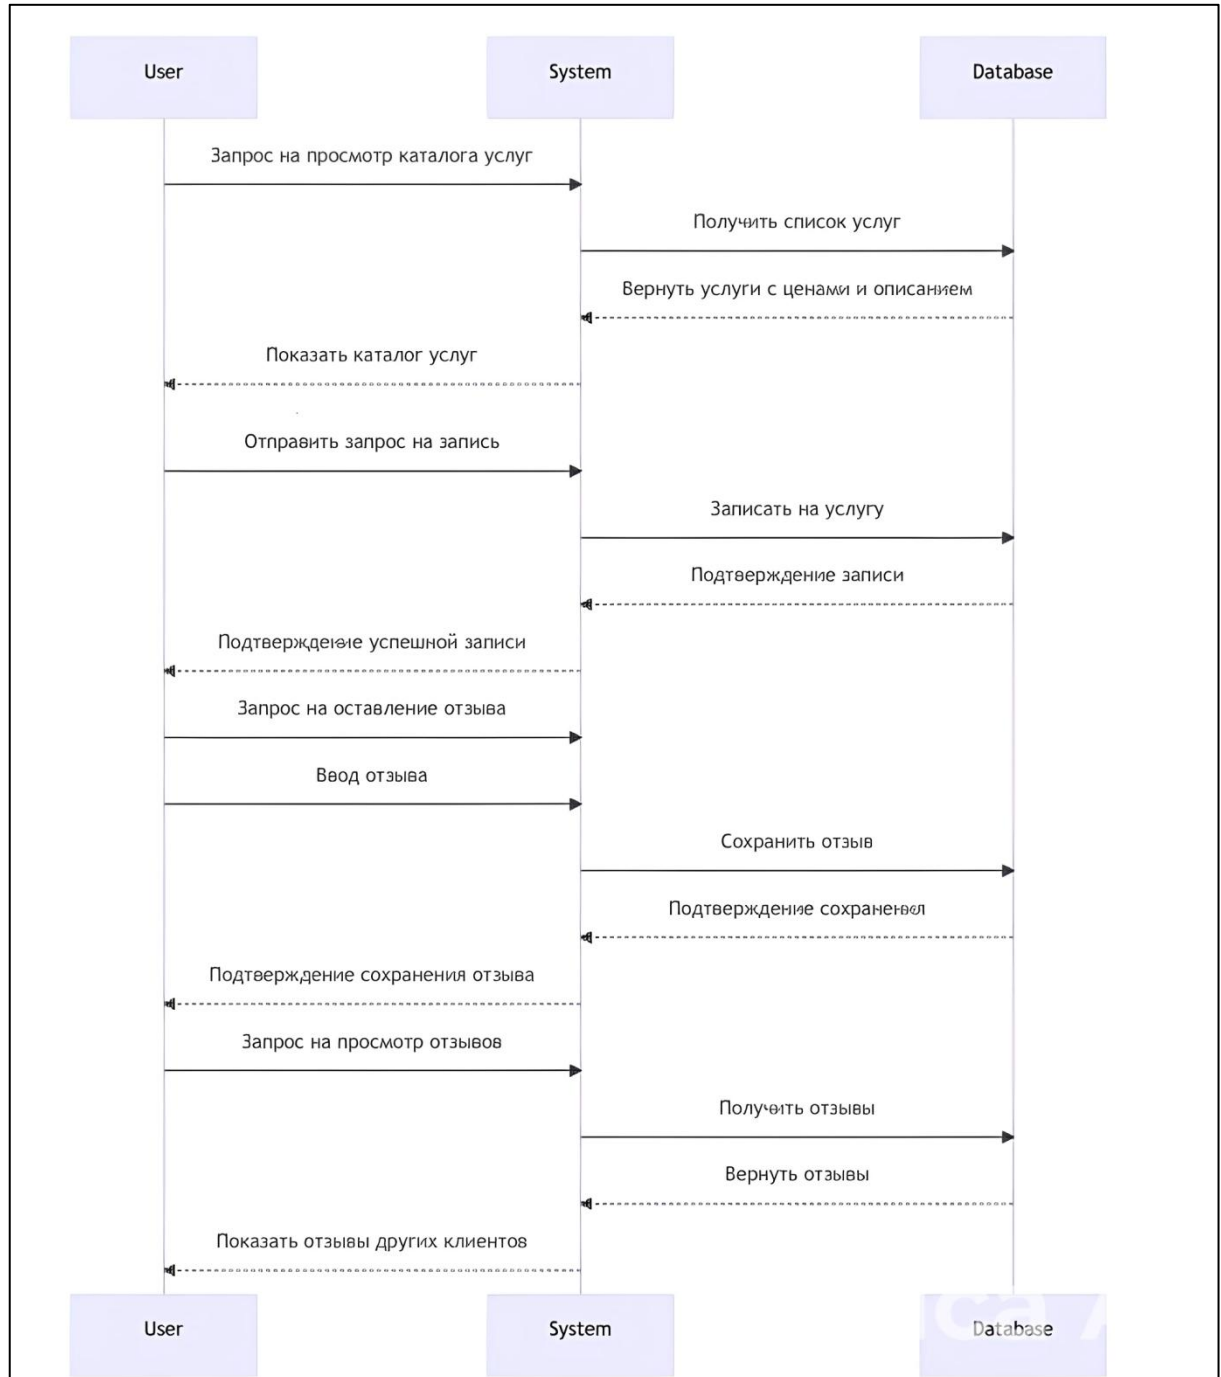 User System Database
Запрос на просмотр каталога услуг
Получить список услуг
Вернуть услуги с ценами и описанием
Показать каталог услуг
Отправить запрос на запись
Записать на услугу
Подтверждение записи
Подтверждение успешной записи
Запрос на оставление отзыва
Ввод отзыва
Сохранить отзыв
Подтверждение сохранения
Подтверждение сохранения отзыва
Запрос на просмотр отзывов
Получить отзывы
Вернуть отзывы
Показать отзывы других клиентов
User System Database